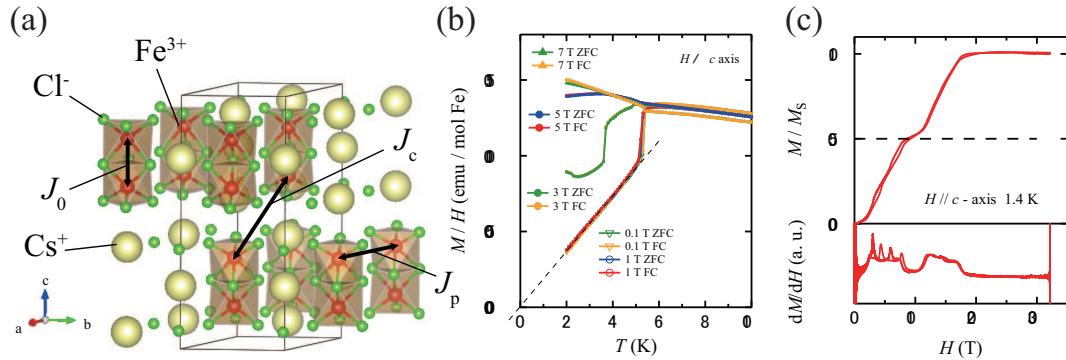 (a)
Fe3+
Cl-
J0
Jc
Cs+
Jp
c
a
b
(b)
M / H (emu / mol Fe)
7 T ZFC
7 T FC
H / c axis
5 T ZFC
5 T FC
3 T ZFC
3 T FC
0.1 T ZFC
0.1 T FC
1 T ZFC
1 T FC
0
0 2 4 6 8
T (K)
(c)
M / MS
H // c - axis 1.4 K
0
dM/dH (a. u.)
0
H (T)